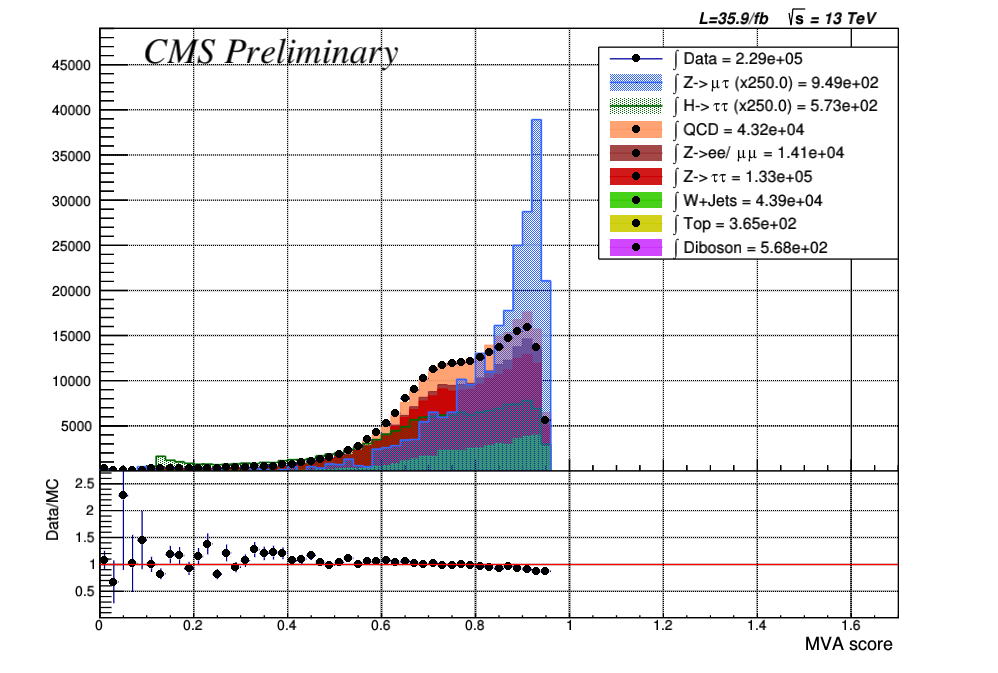 L=35.9/fb √s = 13 TeV
CMS Preliminary
∫ Data = 2.29e+05
∫ Z->μτ (x250.0) = 9.49e+02
∫ H->ττ (x250.0) = 5.73e+02
∫ QCD = 4.32e+04
∫ Z->ee/ μμ = 1.41e+04
∫ Z->ττ = 1.33e+05
∫ W+Jets = 4.39e+04
∫ Top = 3.65e+02
∫ Diboson = 5.68e+02
45000
40000
35000
30000
25000
20000
15000
10000
5000
Data/MC
2.5
2
1.5
1
0.5
0 0.2 0.4 0.6 0.8 1 1.2 1.4 1.6
MVA score